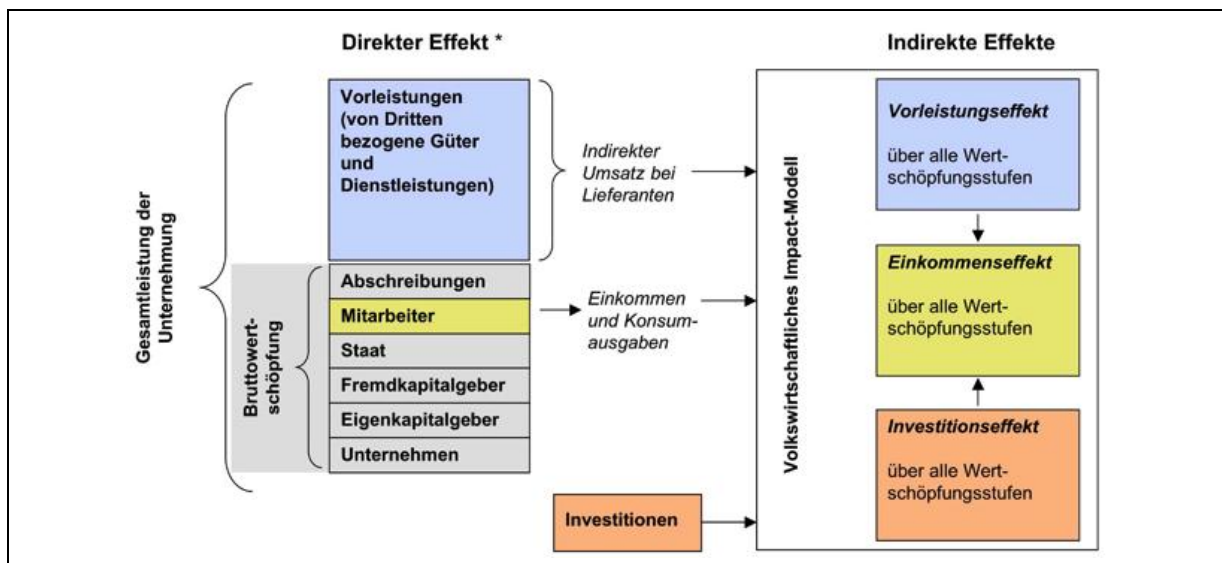 Direkter Effekt *
Indirekte Effekte
Gesamtleistung der
Unternehmung
Bruttowert-
schöpfung
Vorleistungen
(von Dritten
bezogene Güter
und
Dienstleistungen)
Abschreibungen
Mitarbeiter
Staat
Fremdkapitalgeber
Eigenkapitalgeber
Unternehmen
Indirekter
Umsatz bei
Lieferanten
Einkommen
und Konsum-
ausgaben
Investitionen
Volkswirtschaftliches Impact-Modell
Vorleistungseffekt
über alle Wert-
schöpfungsstufen
Einkommenseffekt
über alle Wert-
schöpfungsstufen
Investitionseffekt
über alle Wert-
schöpfungsstufen